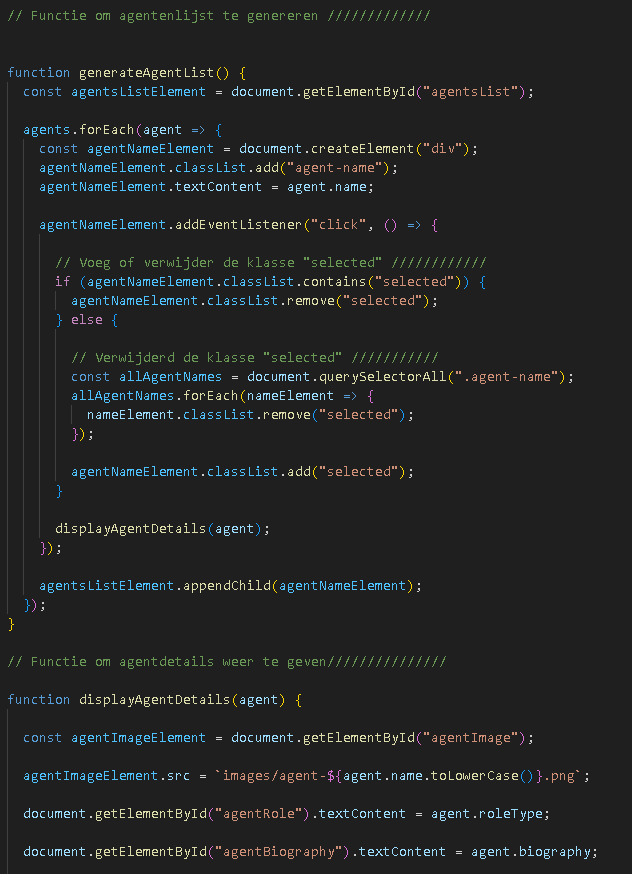 // Functie om agentenlijst te genereren /////////////
function generateAgentList() {
const agentsListElement = document.getElementById("agentsList");
agents.forEach(agent => {
const agentNameElement = document.createElement("div");
agentNameElement.classList.add("agent-name");
agentNameElement.textContent = agent.name;
agentNameElement.addEventListener("click", () => {
// Voeg of verwijder de klasse "selected" ////////////
if (agentNameElement.classList.contains("selected")) {
agentNameElement.classList.remove("selected");
} else {
// Verwijderd de klasse "selected" ///////////
const allAgentNames = document.querySelectorAll(".agent-name");
allAgentNames.forEach(nameElement => {
nameElement.classList.remove("selected");
});
agentNameElement.classList.add("selected");
}
displayAgentDetails(agent);
});
agentsListElement.appendChild(agentNameElement);
});
}
// Functie om agentdetails weer te geven///////////////
function displayAgentDetails(agent) {
const agentImageElement = document.getElementById("agentImage");
agentImageElement.src = `images/agent-${agent.name.toLowerCase()}.png`;
document.getElementById("agentRole").textContent = agent.roleType;
document.getElementById("agentBiography").textContent = agent.biography;